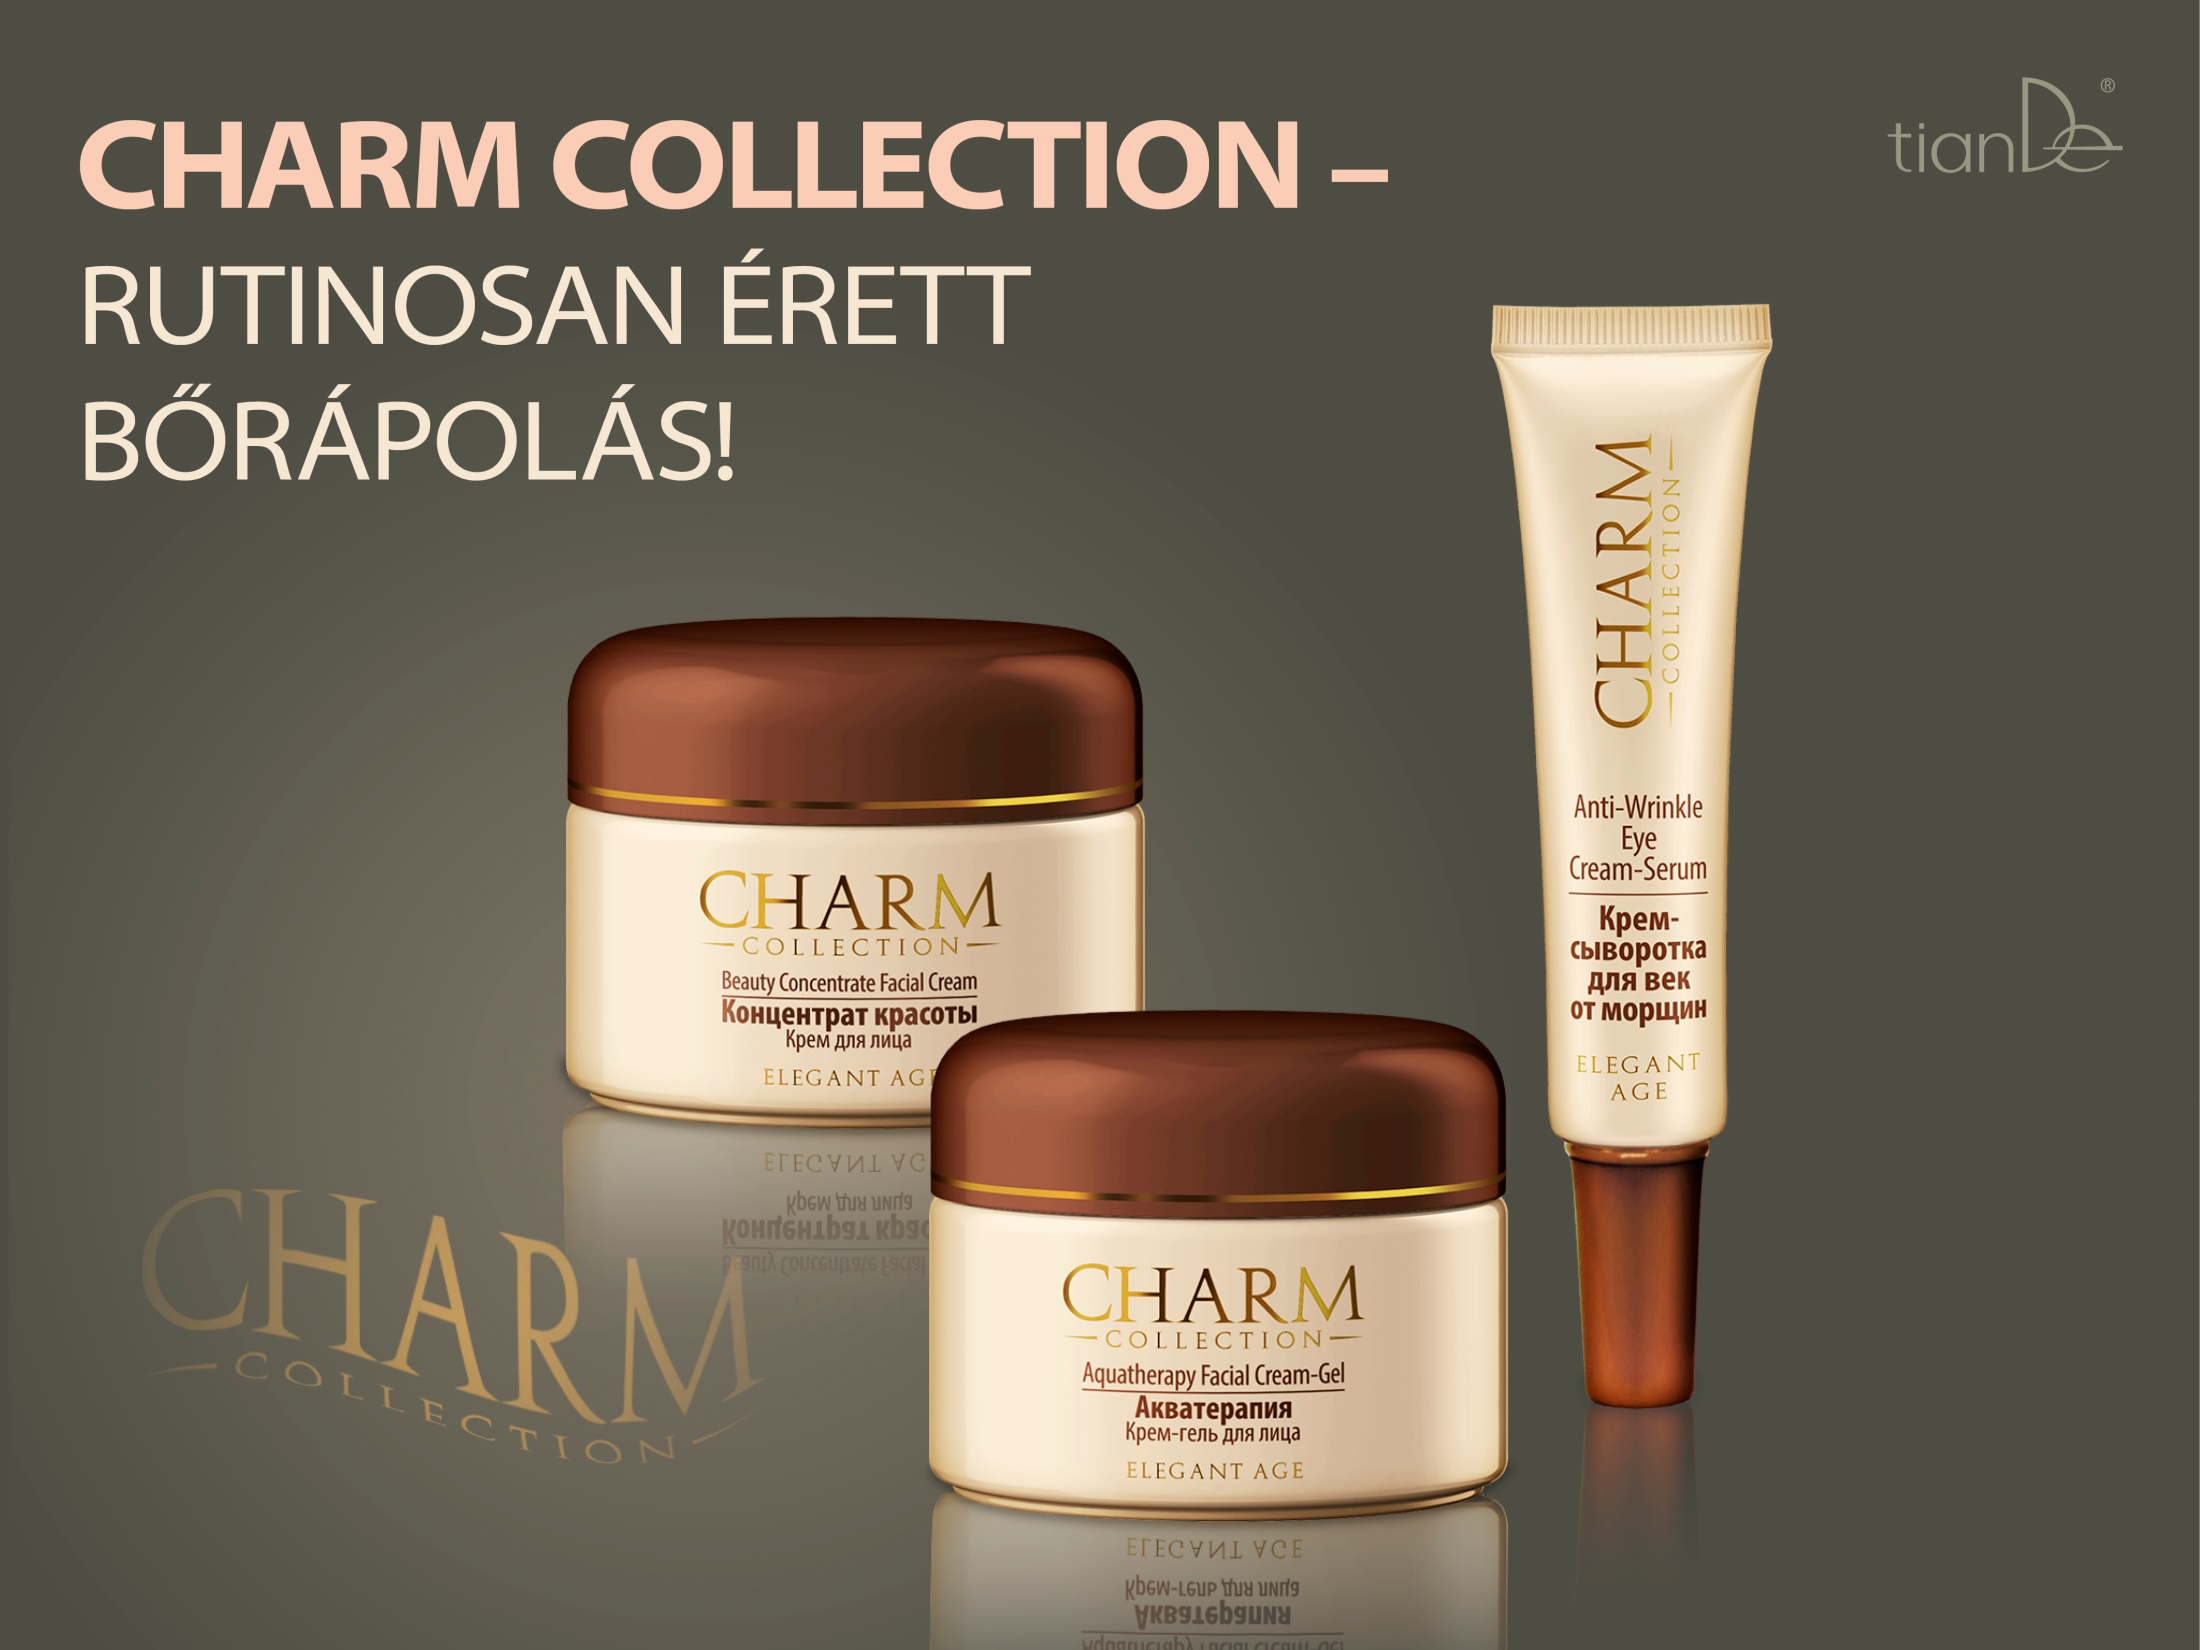 CHARM COLLECTION –
RUTINOSAN ÉRETT
BŐRÁPOLÁS!
tianDe®
CHARM
COLLECTION
Beauty Concentrate Facial Cream
Концентрат красоты
Крем для лица
ELEGANT AGE
CHARM
COLLECTION
Aquatherapy Facial Cream-Gel
Акватерапия
Крем-гель для лица
ELEGANT AGE
CHARM
COLLECTION
Anti-Wrinkle
Eye
Cream-Serum
Крем-
сыворотка
для век
от морщин
ELEGANT
AGE
CHARM
COLLECTION